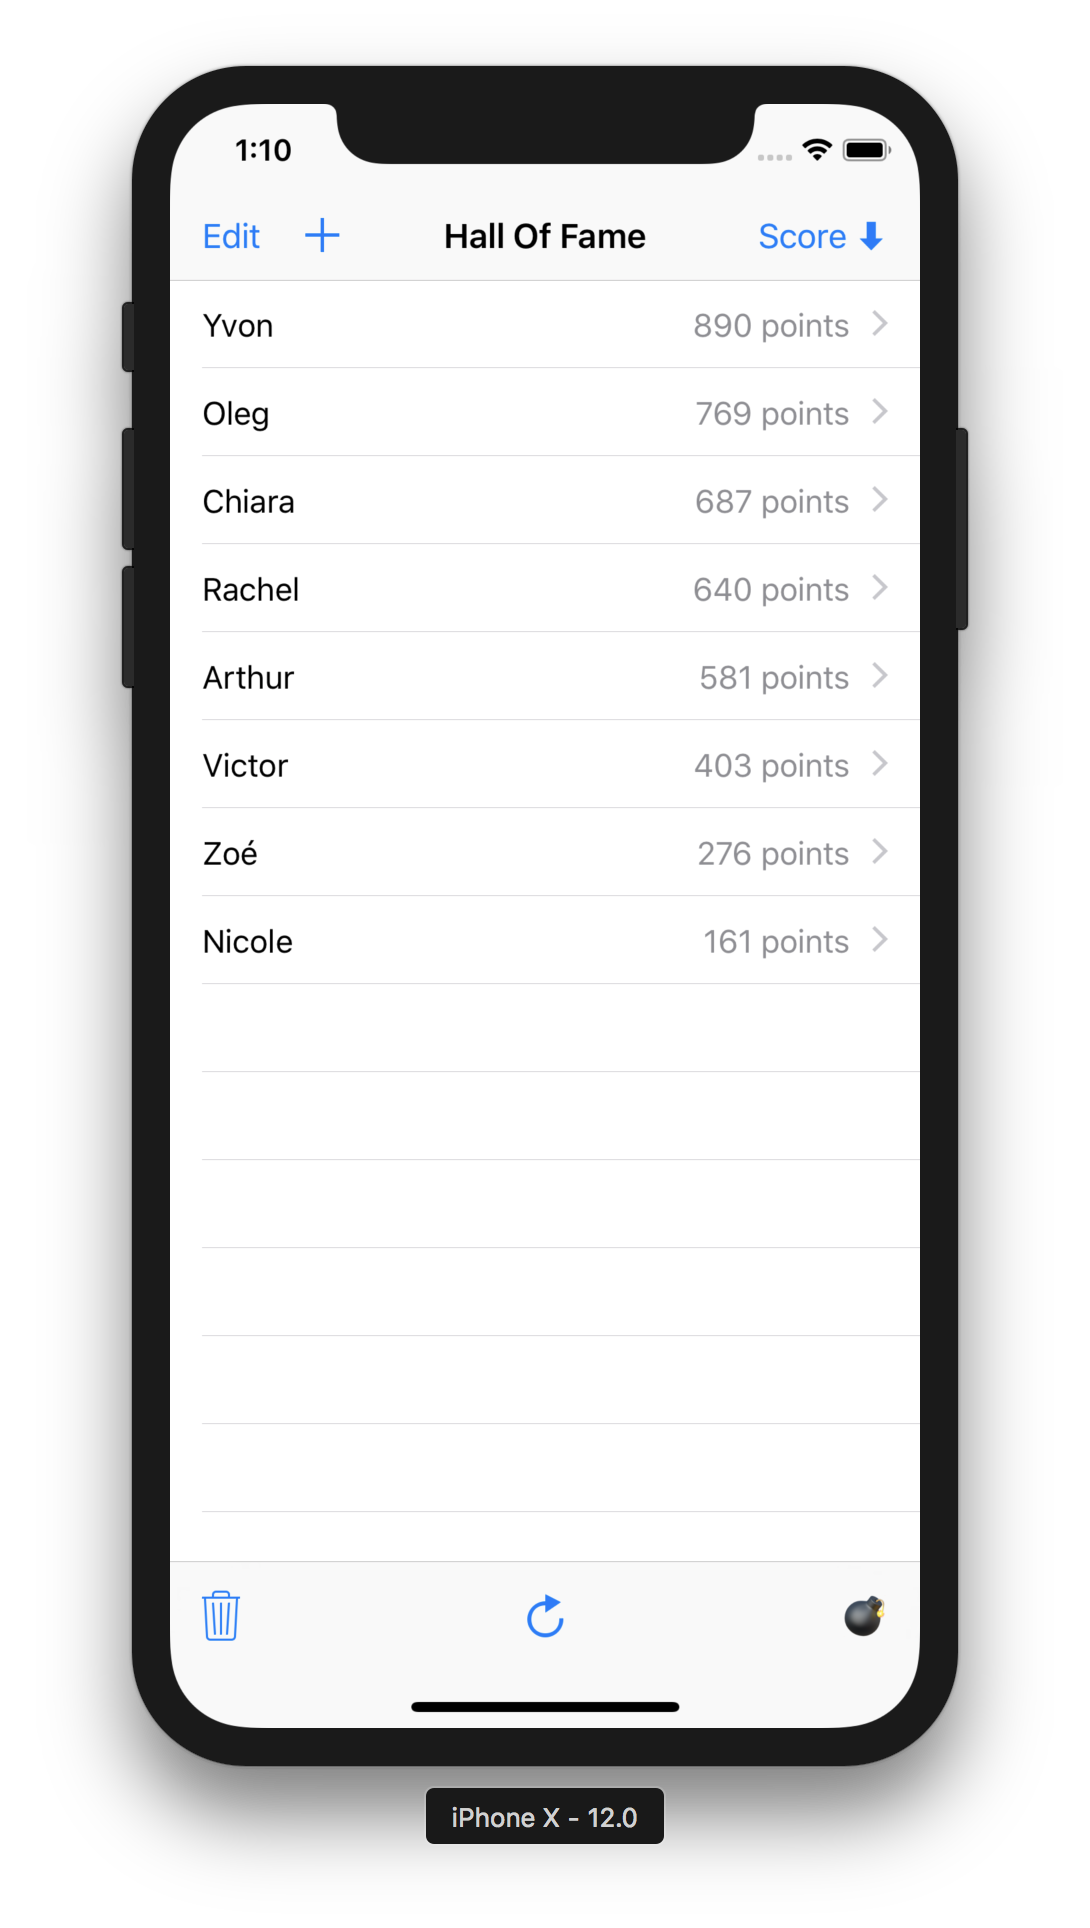 1:10
Edit + Hall Of Fame Score ⬇
Yvon 890 points
Oleg 769 points
Chiara 687 points
Rachel 640 points
Arthur 581 points
Victor 403 points
Zoé 276 points
Nicole 161 points
iPhone X - 12.0